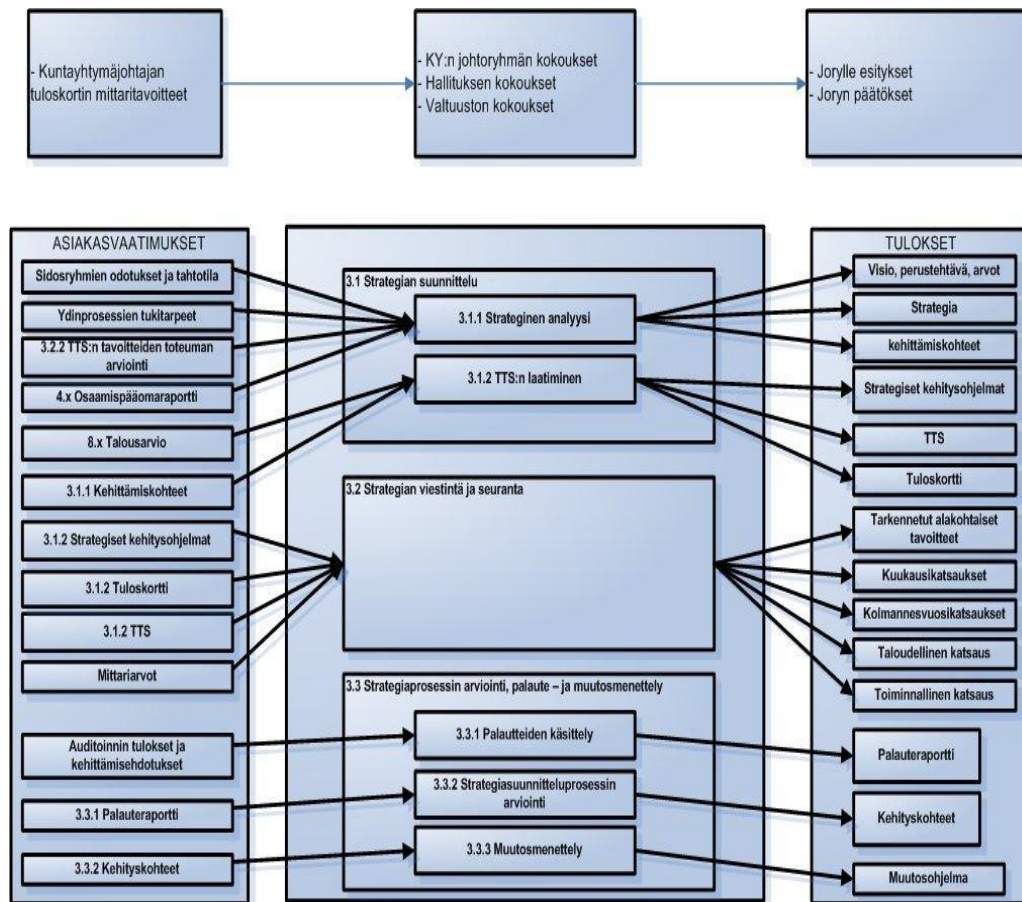 - Kuntayhtymäjohtajan
tuloskortin mittaritavoitteet
- KY:n johtoryhmän kokoukset
- Hallituksen kokoukset
- Valtuuston kokoukset
- Jorylle esitykset
- Joryn päätökset
ASIAKASVAATIMUKSET
Sidosryhmien odotukset ja tahtotila
Ydinprosessien tukitarpeet
3.2.2 TTS:n tavoitteiden toteuman
arviointi
4.x Osaamispääomaraportti
8.x Talousarvio
3.1.1 Kehittämiskohteet
3.1.2 Strategiset kehitysohjelmat
3.1.2 Tuloskortti
3.1.2 TTS
Mittariarvot
Auditoinnin tulokset ja
kehittämisehdotukset
3.3.1 Palauteraportti
3.3.2 Kehityskohteet
3.1 Strategian suunnittelu
3.1.1 Strateginen analyysi
3.1.2 TTS:n laatiminen
3.2 Strategian viestintä ja seuranta
3.3 Strategiaprosessin arviointi, palaute – ja muutosmenettely
3.3.1 Palautteiden käsittely
3.3.2 Strategiasuunnitteluprosessin
arviointi
3.3.3 Muutosmenettely
TULOKSET
Visio, perustehtävä, arvot
Strategia
kehittämiskohteet
Strategiset kehitysohjelmat
TTS
Tuloskortti
Tarkennetut alakohtaiset
tavoitteet
Kuukausikatsaukset
Kolmannesvuosikatsaukset
Taloudellinen katsaus
Toiminnallinen katsaus
Palauteraportti
Kehityskohteet
Muutosohjelma